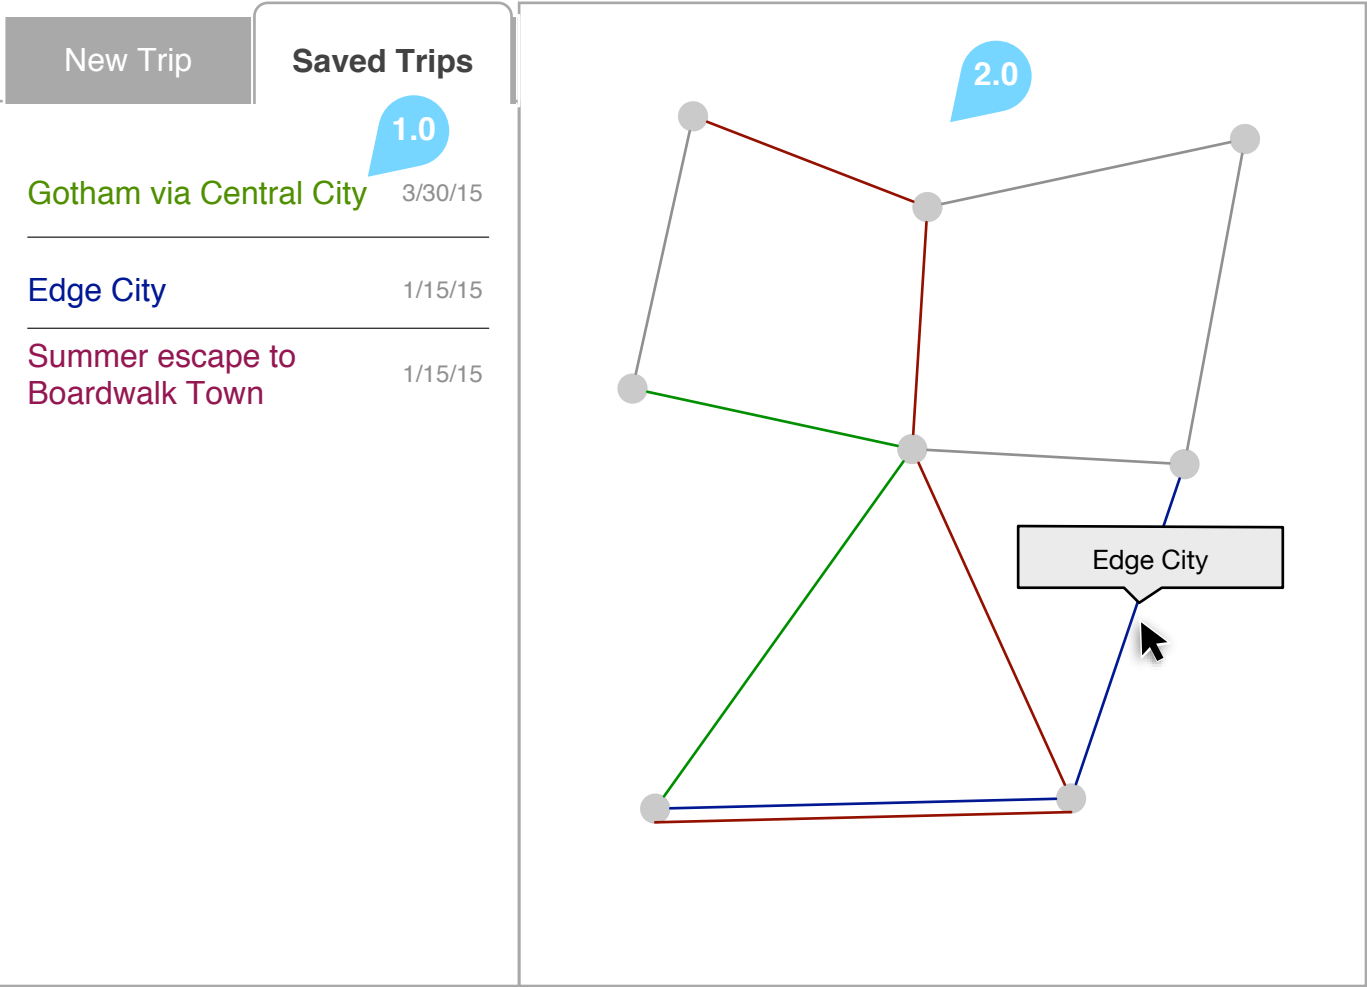 New Trip
Saved Trips
1.0
Gotham via Central City 3/30/15
Edge City 1/15/15
Summer escape to
Boardwalk Town
1/15/15
2.0
Edge City